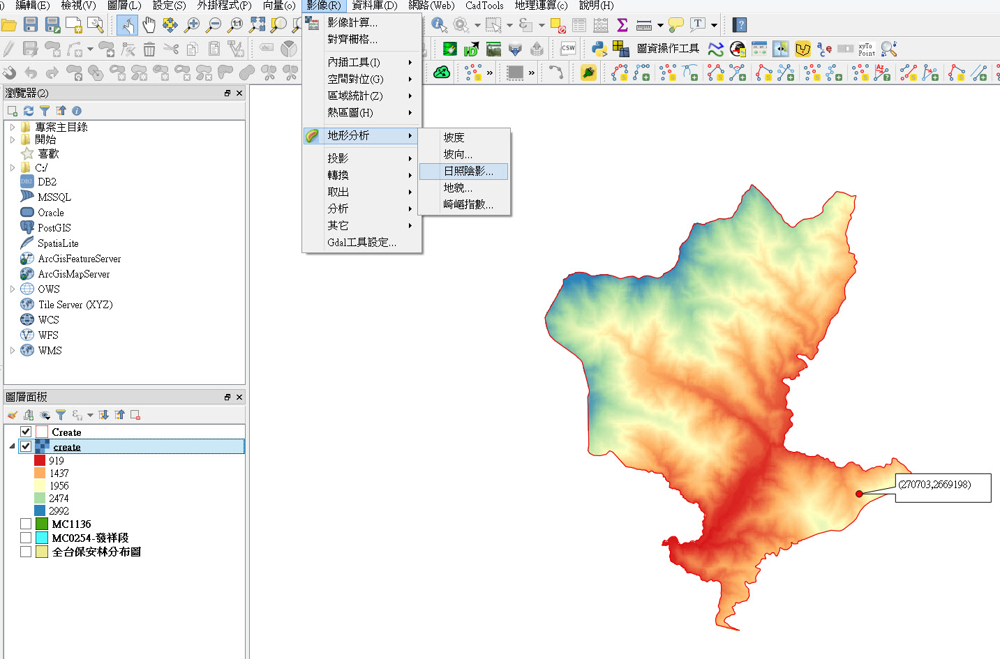 編輯(E) 檢視(V) 圖層(L) 設定(S) 外掛程式(P) 向量(o) 影像(R) 資料庫(D) 網路(Web) CadTools 地理運算(c) 說明(H)
1:1
T
?
abc
CSW
圖資操作工具
xyTo
Point
影像計算...
對齊柵格...
內插工具(I)
空間對位(G)
區域統計(Z)
熱區圖(H)
地形分析
投影
轉換
取出
分析
其它
Gdal工具設定...
坡度
坡向...
日照陰影...
地貌...
崎嶇指數...
瀏覽器(2)
專案主目錄
開始
喜歡
C:/
DB2
MSSQL
Oracle
PostGIS
SpatiaLite
ArcGisFeatureServer
ArcGisMapServer
OWS
Tile Server (XYZ)
WCS
WFS
WMS
圖層面板
Create
create
919
1437
1956
2474
2992
MC1136
MC0254-發祥段
全台保安林分布圖
(270703,2669198)